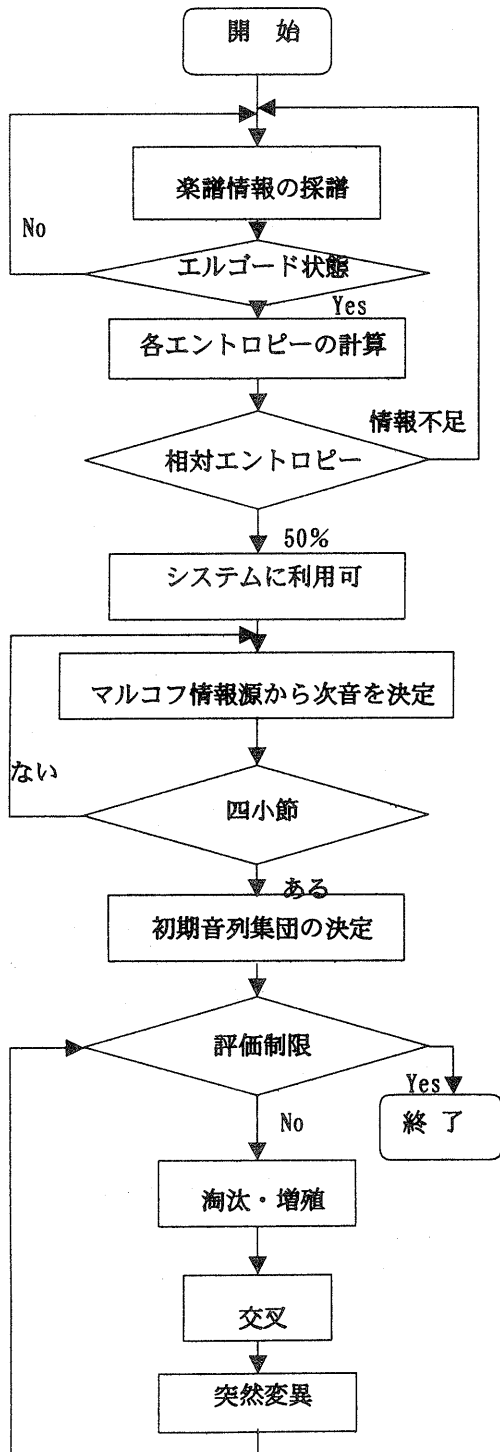 開 始
楽譜情報の採譜
No
エルゴード状態
Yes
各エントロピーの計算
情報不足
相対エントロピー
50%
システムに利用可
マルコフ情報源から次音を決定
ない
四小節
ある
初期音列集団の決定
評価制限
Yes
No
終 了
淘汰・増殖
交叉
突然変異